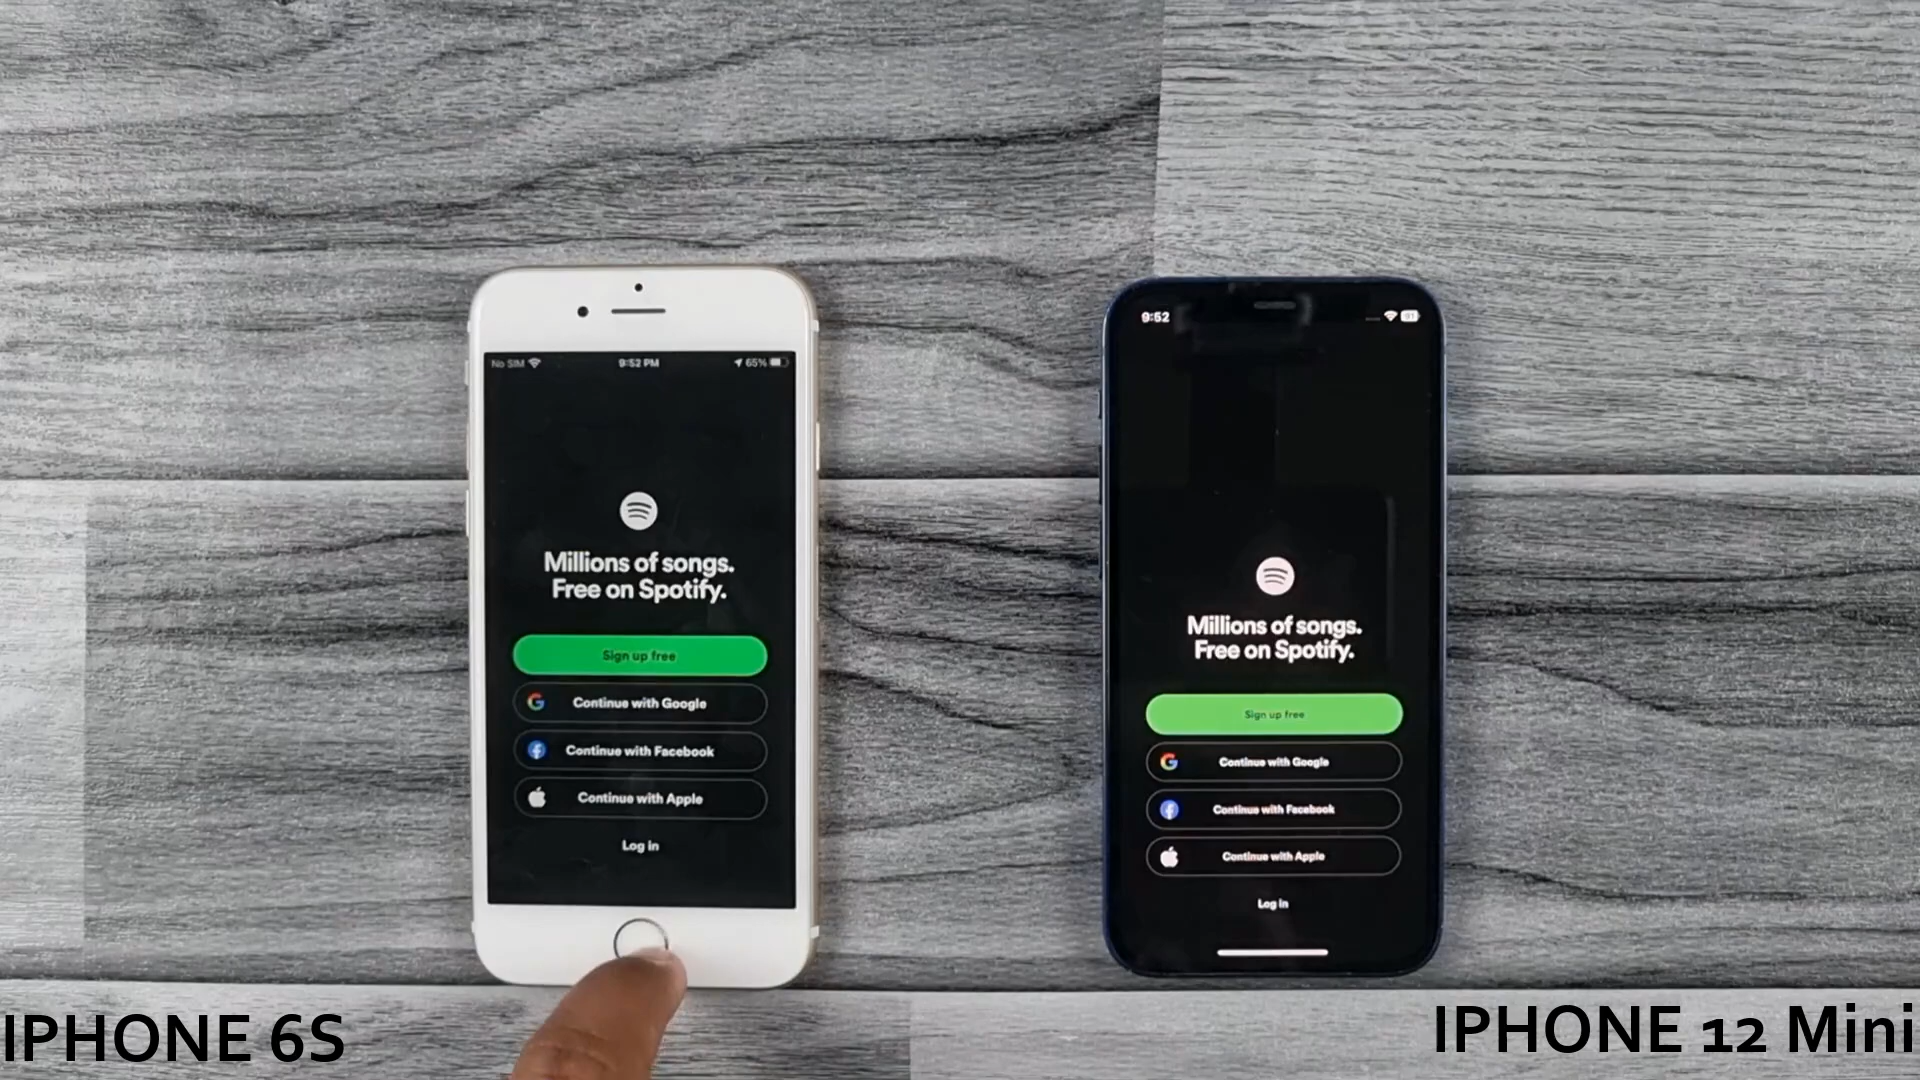 No SIM
9:52 PM
65%
Millions of songs.
Free on Spotify.
Sign up free
Continue with Google
Continue with Facebook
Continue with Apple
Log in
9:52
Millions of songs.
Free on Spotify.
Sign up free
Continue with Google
Continue with Facebook
Continue with Apple
Log in
IPHONE 6S
IPHONE 12 Mini